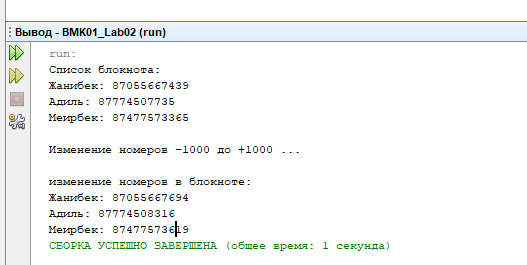 Вывод - BMK01_Lab02 (run)
run:
Список блокнота:
Жанибек: 87055667439
Адиль: 87774507735
Меирбек: 87477573365
Изменение номеров -1000 до +1000 ...
изменение номеров в блокноте:
Жанибек: 87055667694
Адиль: 87774508316
Меирбек: 87477573619
СБОРКА УСПЕШНО ЗАВЕРШЕНА (общее время: 1 секунда)